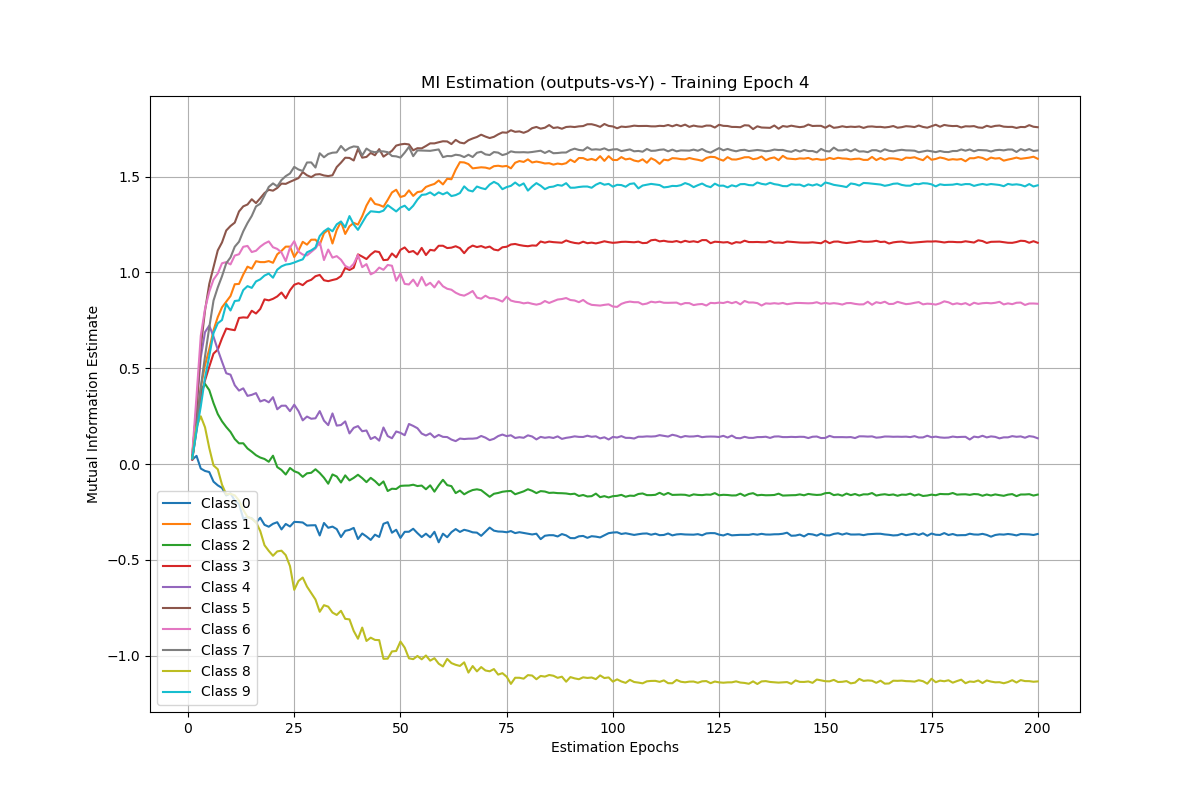 MI Estimation (outputs-vs-Y) - Training Epoch 4
Mutual Information Estimate
1.5
1.0
0.5
0.0
−0.5
−1.0
Class 0
Class 1
Class 2
Class 3
Class 4
Class 5
Class 6
Class 7
Class 8
Class 9
0 25 50 75 100 125 150 175 200
Estimation Epochs